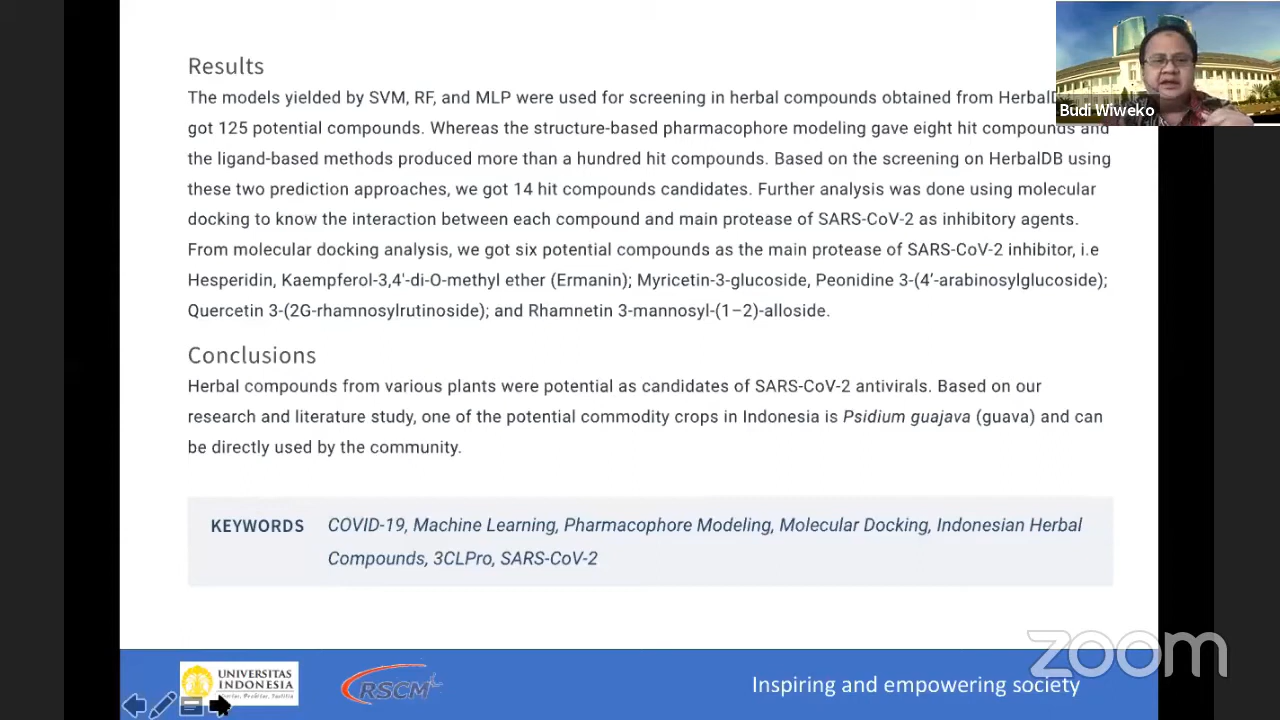 Results
The models yielded by SVM, RF, and MLP were used for screening in herbal compounds obtained from
got 125 potential compounds. Whereas the structure-based pharmacophore modeling gave eight hit compounds and
the ligand-based methods produced more than a hundred hit compounds. Based on the screening on HerbalDB using
these two prediction approaches, we got 14 hit compounds candidates. Further analysis was done using molecular
docking to know the interaction between each compound and main protease of SARS-CoV-2 as inhibitory agents.
From molecular docking analysis, we got six potential compounds as the main protease of SARS-CoV-2 inhibitor, i.e
Hesperidin, Kaempferol-3,4'-di-O-methyl ether (Ermanin); Myricetin-3-glucoside, Peonidine 3-(4′-arabinosylglucoside);
Quercetin 3-(2G-rhamnosylrutinoside); and Rhamnetin 3-mannosyl-(1–2)-alloside.
Conclusions
Herbal compounds from various plants were potential as candidates of SARS-CoV-2 antivirals. Based on our
research and literature study, one of the potential commodity crops in Indonesia is Psidium guajava (guava) and can
be directly used by the community.
KEYWORDS COVID-19, Machine Learning, Pharmacophore Modeling, Molecular Docking, Indonesian Herbal
Compounds, 3CLPro, SARS-CoV-2
Budi Wiweko
zoom
UNIVERSITAS
INDONESIA
RSCM
Inspiring and empowering society